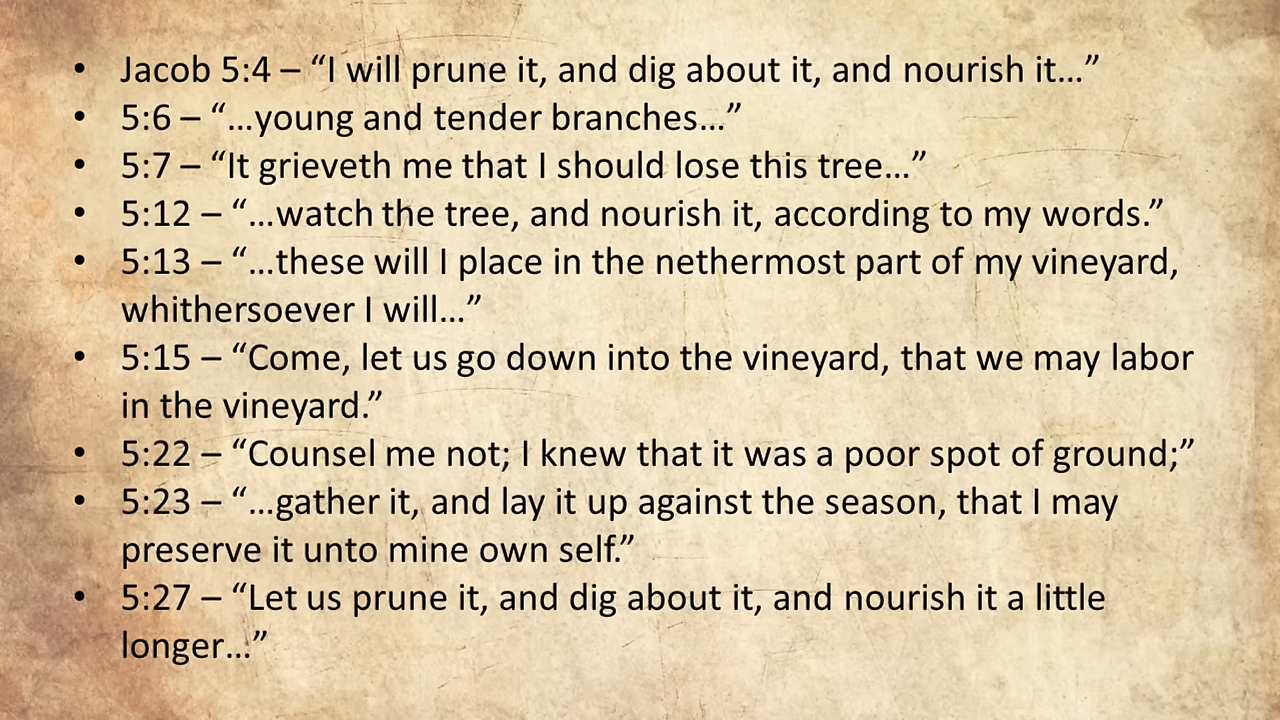 • Jacob 5:4 – “I will prune it, and dig about it, and nourish it…”
• 5:6 – “…young and tender branches…”
• 5:7 – “It grieveth me that I should lose this tree…”
• 5:12 – “…watch the tree, and nourish it, according to my words.”
• 5:13 – “…these will I place in the nethermost part of my vineyard,
whithersoever I will…”
• 5:15 – “Come, let us go down into the vineyard, that we may labor
in the vineyard.”
• 5:22 – “Counsel me not; I knew that it was a poor spot of ground;”
• 5:23 – “…gather it, and lay it up against the season, that I may
preserve it unto mine own self.”
• 5:27 – “Let us prune it, and dig about it, and nourish it a little
longer…”